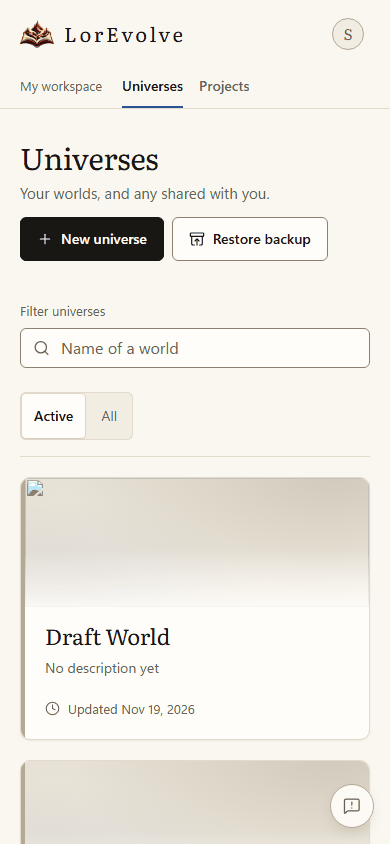 LorEvolve
S
My workspace Universes Projects
Universes
Your worlds, and any shared with you.
New universe Restore backup
Filter universes
Name of a world
Active All
Draft World
No description yet
Updated Nov 19, 2026